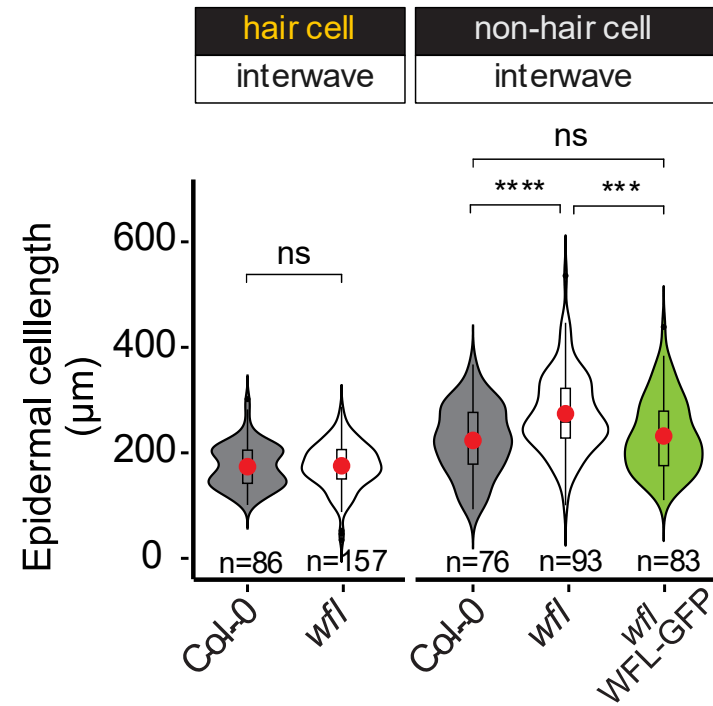 hair cell
non-hair cell
interwave
interwave
ns
**** ***
ns
Epidermal celllength
(µm)
600
400
200
0
n=86 n=157 n=76 n=93 n=83
Col-0
wfl
Col-0
wfl
wfl
WFL-GFP